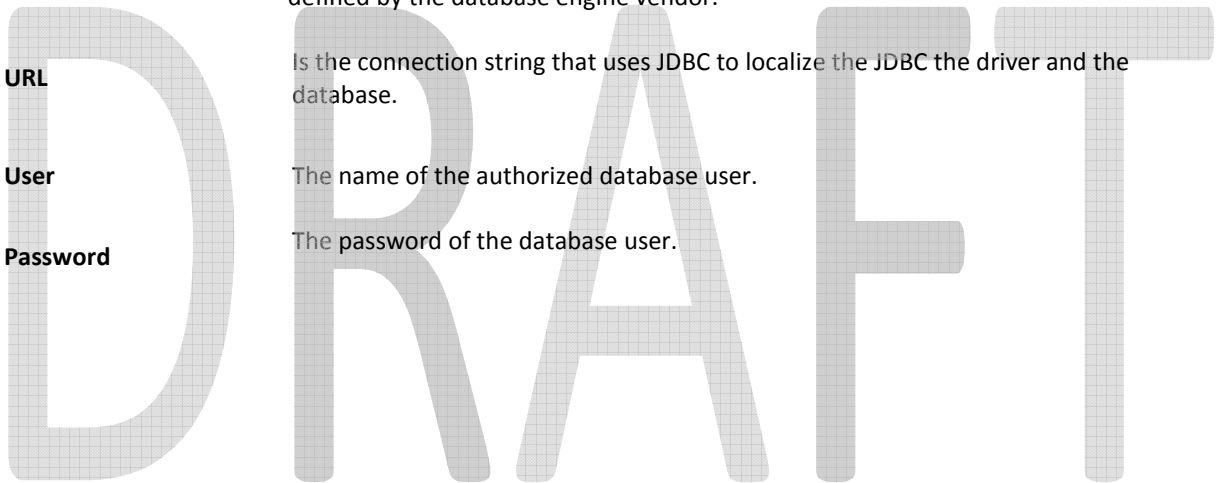 defined by the database engine vendor.
URL
Is the connection string that uses JDBC to localize the JDBC the driver and the
database.
User
The name of the authorized database user.
Password
The password of the database user.
DRAFT